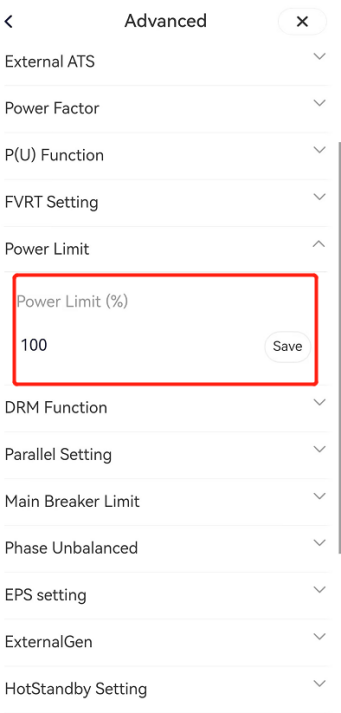 Advanced
External ATS
Power Factor
P(U) Function
FVRT Setting
Power Limit
Power Limit (%)
100
Save
DRM Function
Parallel Setting
Main Breaker Limit
Phase Unbalanced
EPS setting
ExternalGen
HotStandby Setting